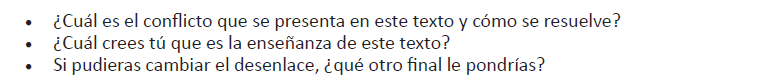 • ¿Cuál es el conflicto que se presenta en este texto y cómo se resuelve?
• ¿Cuál crees tú que es la enseñanza de este texto?
• Si pudieras cambiar el desenlace, ¿qué otro final le pondrías?